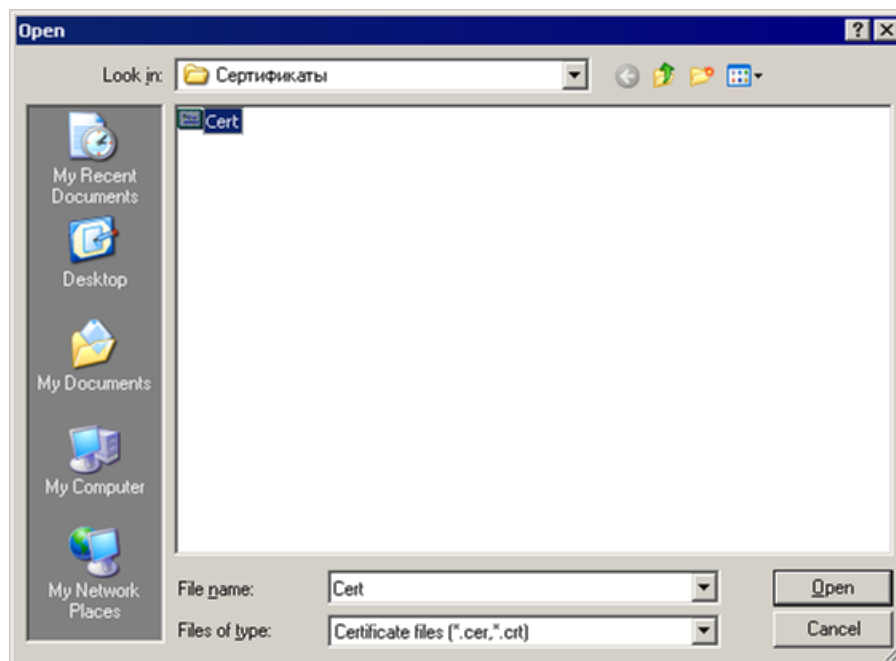 Open
Look in:
Сертификаты
Cert
My Recent
Documents
Desktop
My Documents
My Computer
My Network
Places
File name:
Cert
Open
Files of type:
Certificate files (*.cer,*.crt)
Cancel